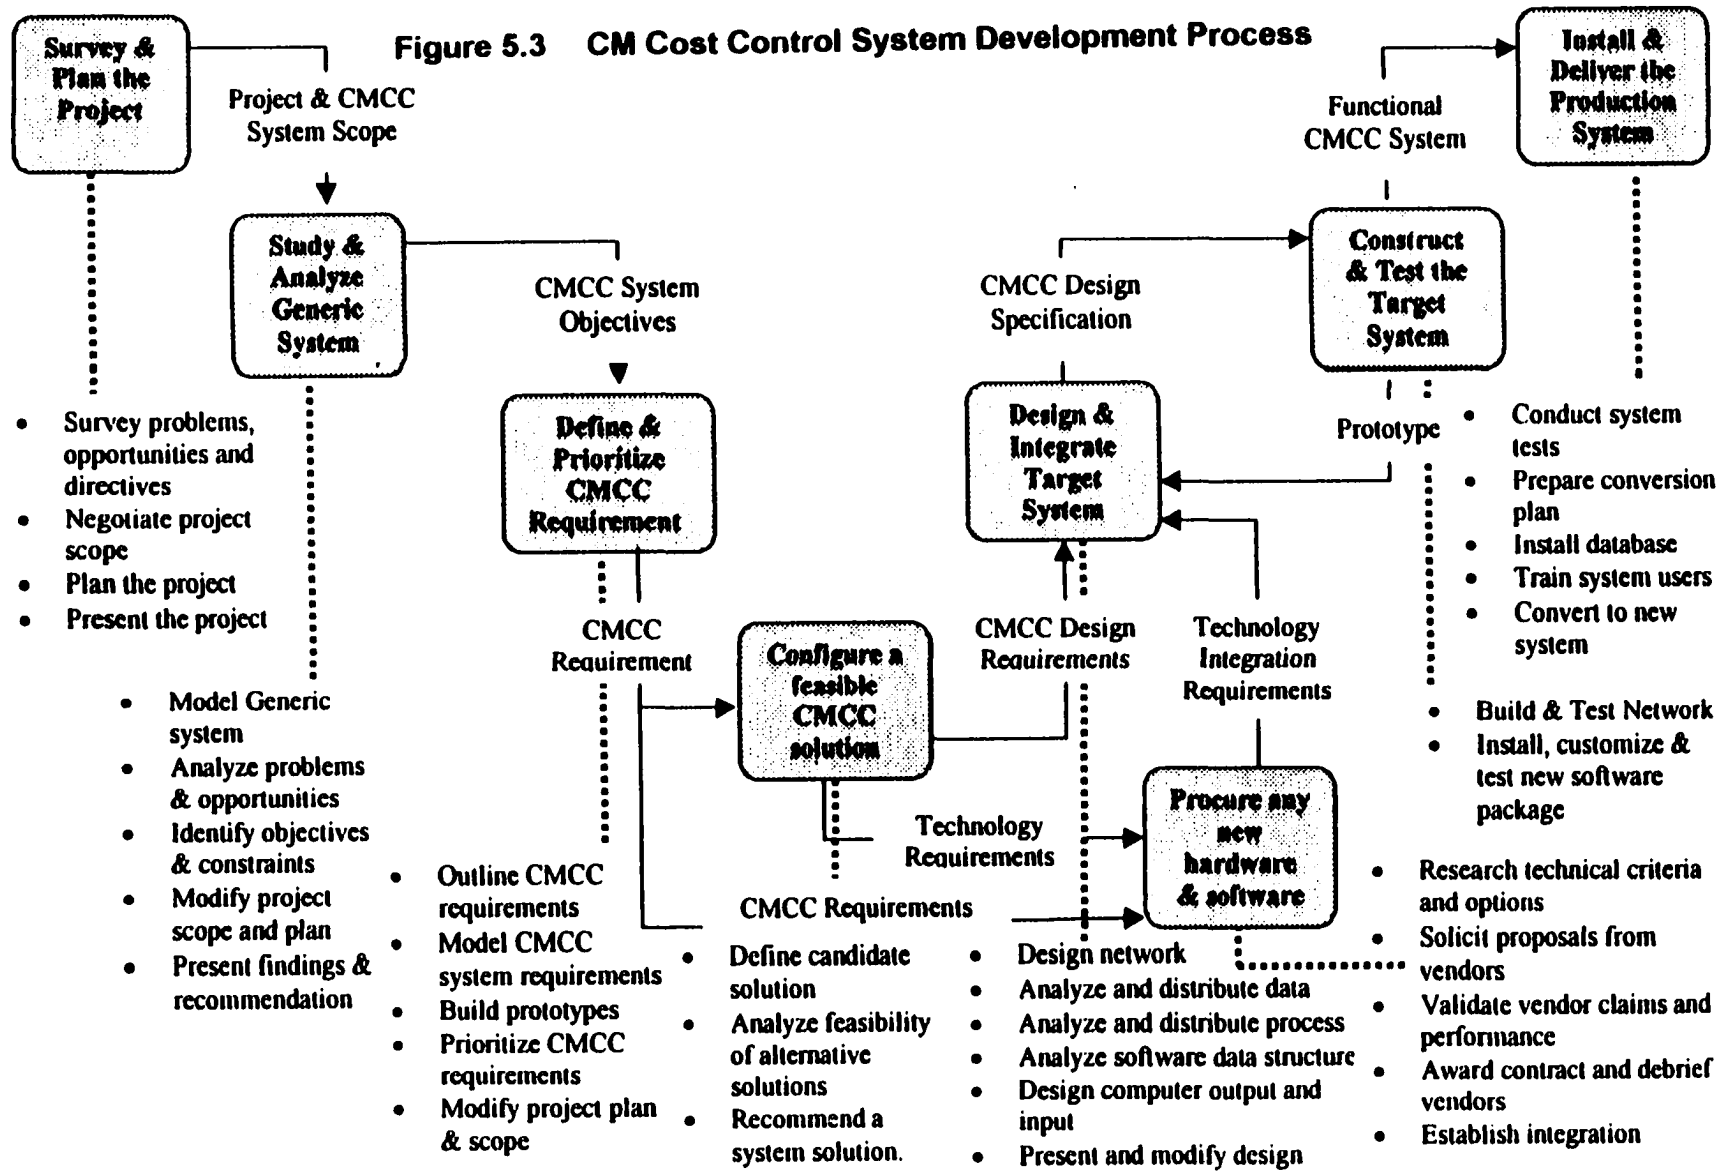 Figure 5.3 CM Cost Control System Development Process
Survey &
Plan the
Project
Project & CMCC
System Scope
Study &
Analyze
Generic
System
CMCC System
Objectives
Define &
Prioritize
CMCC
Requirement
CMCC
Requirement
Configure a
feasible
CMCC
solution
Technology
Requirements
CMCC Requirements
CMCC Design
Requirements
Technology
Integration
Requirements
Procure any
new
hardware
& software
Design &
Integrate
Target
System
CMCC Design
Specification
Prototype
Construct
& Test the
Target
System
Functional
CMCC System
Install &
Deliver the
Production
System
• Survey problems,
opportunities and
directives
• Negotiate project
scope
• Plan the project
• Present the project
• Model Generic
system
• Analyze problems
& opportunities
• Identify objectives
& constraints
• Modify project
scope and plan
• Present findings &
recommendation
• Outline CMCC
requirements
• Model CMCC
system requirements
• Build prototypes
• Prioritize CMCC
requirements
• Modify project plan
& scope
• Define candidate
solution
• Analyze feasibility
of alternative
solutions
• Recommend a
system solution.
• Design network
• Analyze and distribute data
• Analyze and distribute process
• Analyze software data structure
• Design computer output and
input
• Present and modify design
• Research technical criteria
and options
• Solicit proposals from
vendors
• Validate vendor claims and
performance
• Award contract and debrief
vendors
• Establish integration
• Build & Test Network
• Install, customize &
test new software
package
• Conduct system
tests
• Prepare conversion
plan
• Install database
• Train system users
• Convert to new
system